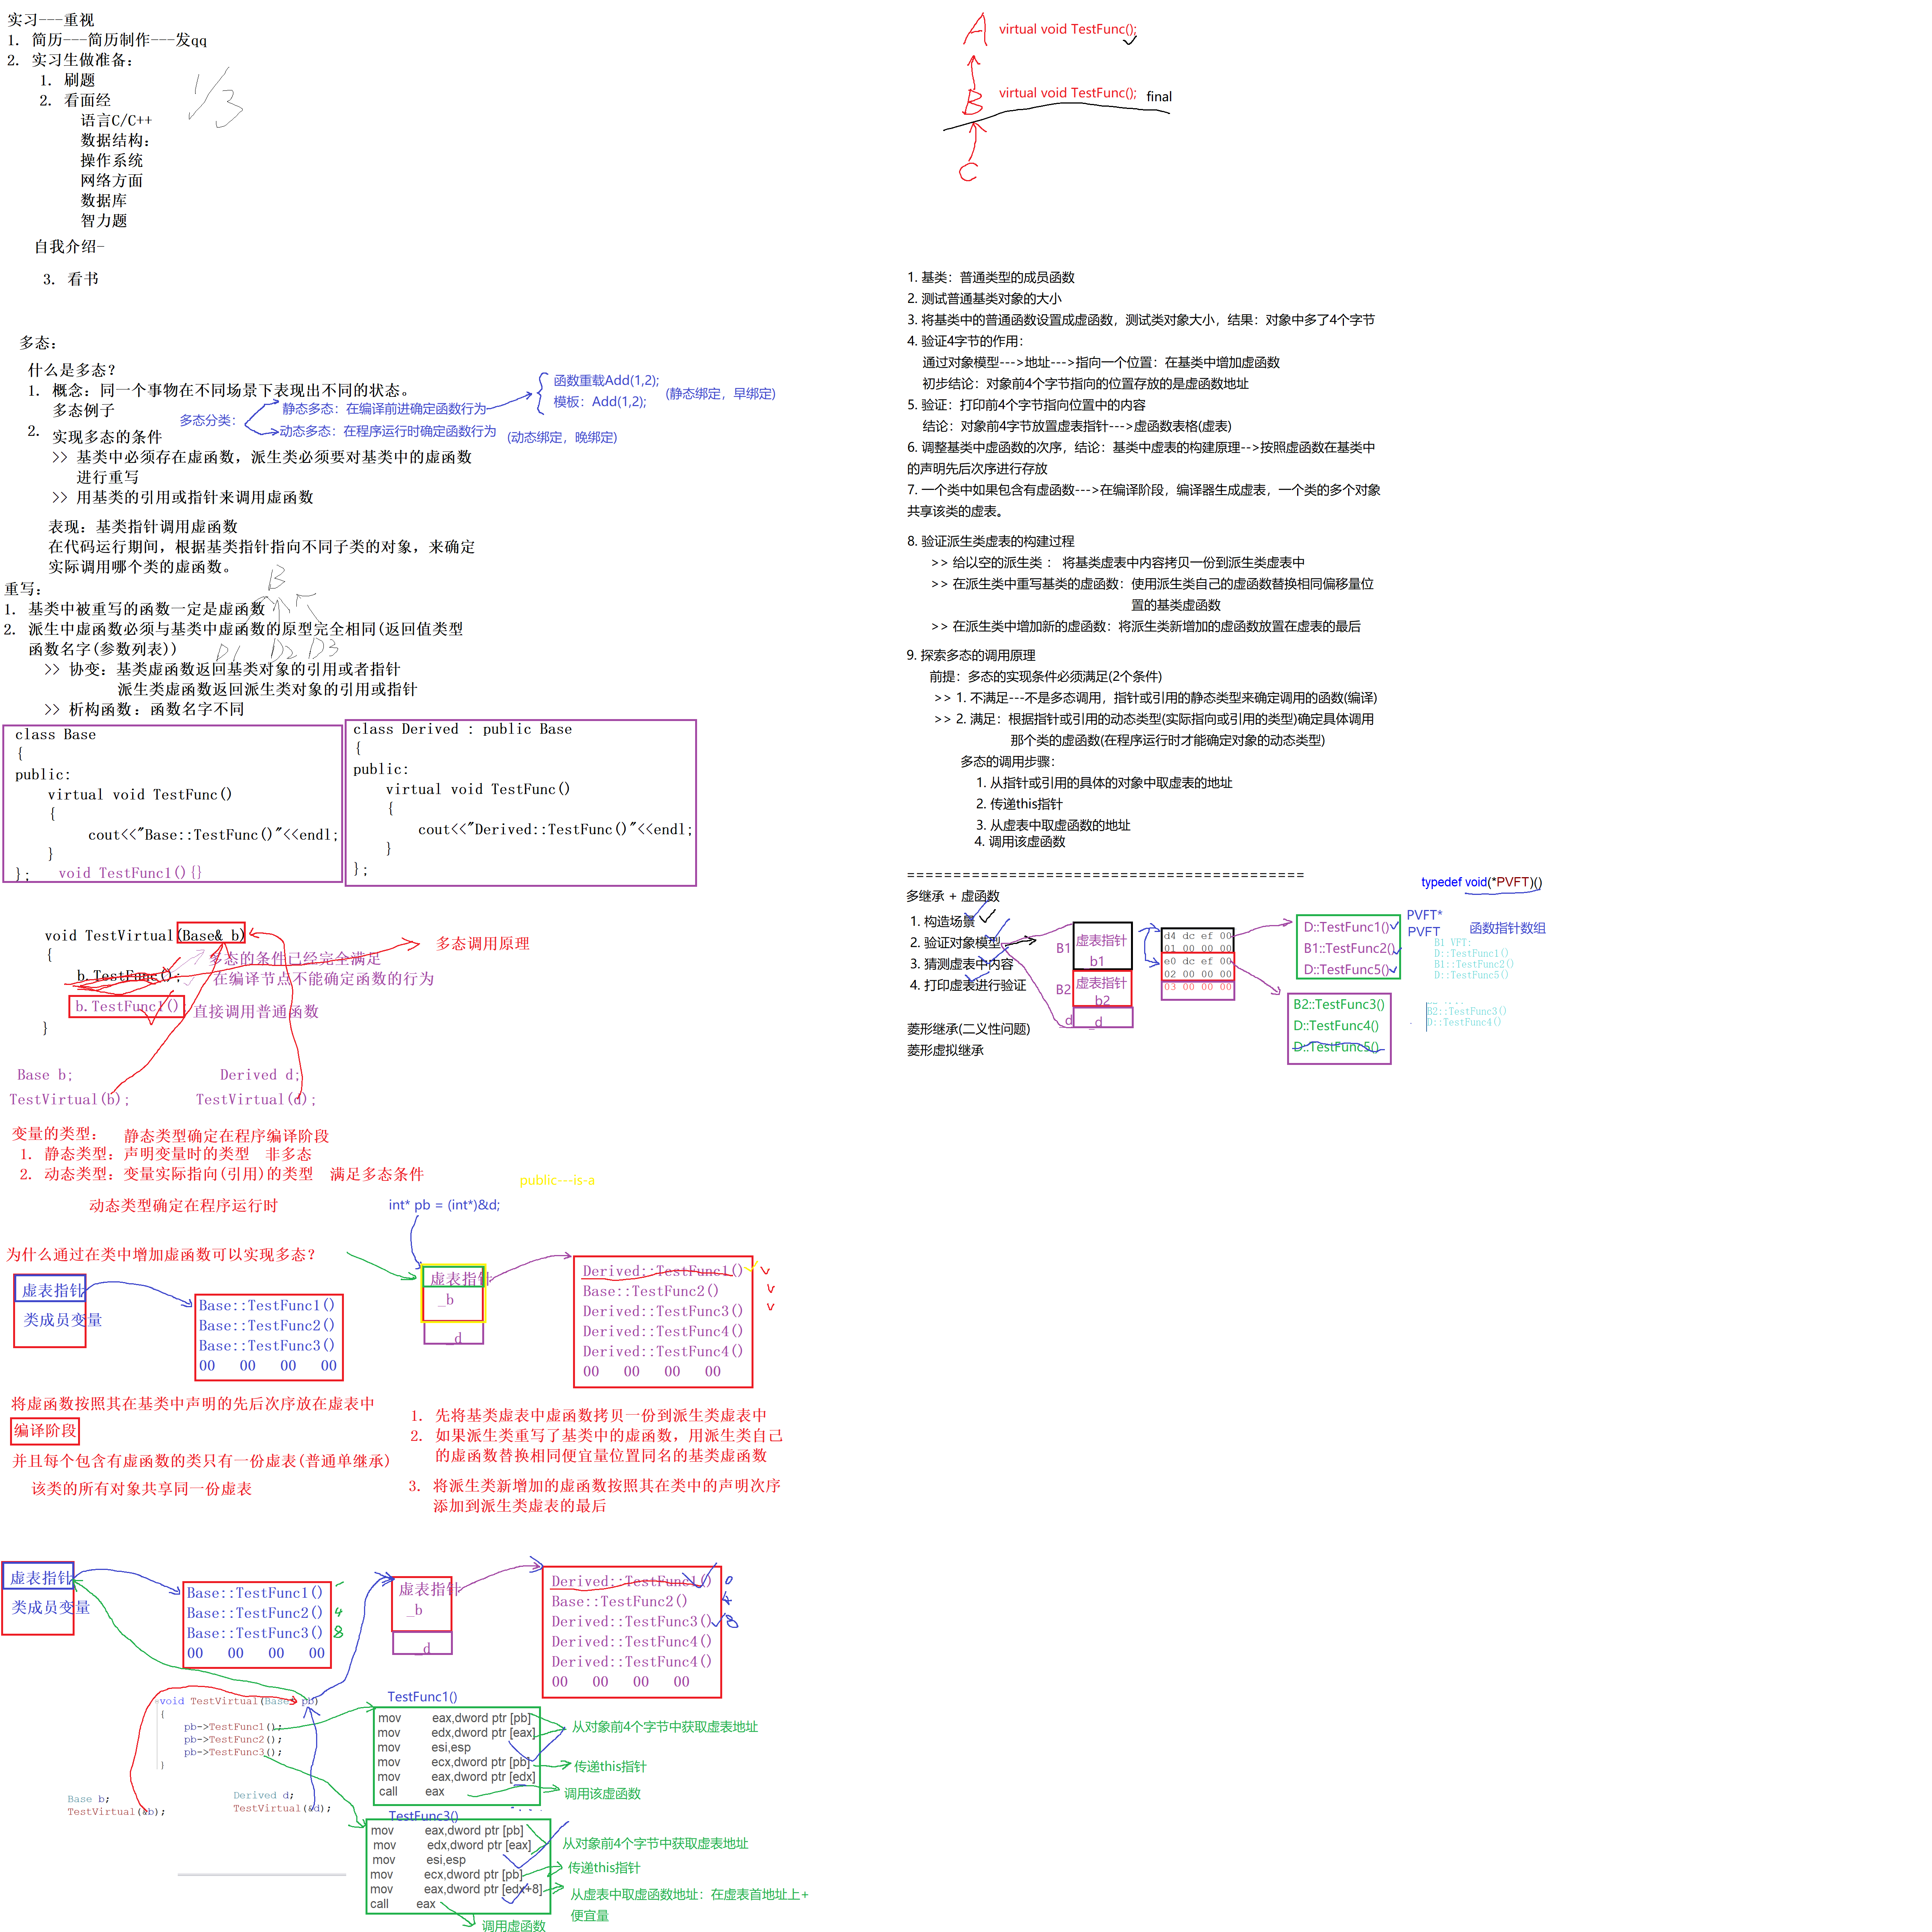 实习---重视
1. 简历---简历制作---发qq
2. 实习生做准备：
1. 刷题
2. 看面经
语言C/C++
数据结构：
操作系统
网络方面
数据库
智力题
1/3
自我介绍-
3. 看书
多态：
什么是多态？
1. 概念：同一个事物在不同场景下表现出不同的状态。
多态例子
多态分类：
静态多态：在编译前进确定函数行为
函数重载Add(1,2);
模板：Add(1,2);
(静态绑定，早绑定)
动态多态：在程序运行时确定函数行为
(动态绑定，晚绑定)
2. 实现多态的条件
>> 基类中必须存在虚函数，派生类必须要对基类中的虚函数
进行重写
>> 用基类的引用或指针来调用虚函数
表现：基类指针调用虚函数
在代码运行期间，根据基类指针指向不同子类的对象，来确定
实际调用哪个类的虚函数。
B
D1 D2 D3
重写：
1. 基类中被重写的函数一定是虚函数
2. 派生中虚函数必须与基类中虚函数的原型完全相同(返回值类型
函数名字(参数列表))
>> 协变：基类虚函数返回基类对象的引用或者指针
派生类虚函数返回派生类对象的引用或指针
>> 析构函数：函数名字不同
class Base
{
public:
virtual void TestFunc()
{
cout<<"Base::TestFunc()"<<endl;
}
}; void TestFunc1(){}
class Derived : public Base
{
public:
virtual void TestFunc()
{
cout<<"Derived::TestFunc()"<<endl;
}
};
void TestVirtual(Base& b)
{
b.TestFunc();
b.TestFunc1()
}
多态调用原理
多态的条件已经完全满足
在编译节点不能确定函数的行为
直接调用普通函数
Base b;
TestVirtual(b);
Derived d;
TestVirtual(d);
变量的类型： 静态类型确定在程序编译阶段
1. 静态类型：声明变量时的类型 非多态
2. 动态类型：变量实际指向(引用)的类型 满足多态条件
动态类型确定在程序运行时
public---is-a
int* pb = (int*)&d;
为什么通过在类中增加虚函数可以实现多态？
虚表指针
类成员变量
Base::TestFunc1()
Base::TestFunc2()
Base::TestFunc3()
00 00 00 00
虚表指针
_b
_d
Derived::TestFunc1()
Base::TestFunc2()
Derived::TestFunc3()
Derived::TestFunc4()
Derived::TestFunc4()
00 00 00 00
将虚函数按照其在基类中声明的先后次序放在虚表中
编译阶段
并且每个包含有虚函数的类只有一份虚表(普通单继承)
该类的所有对象共享同一份虚表
1. 先将基类虚表中虚函数拷贝一份到派生类虚表中
2. 如果派生类重写了基类中的虚函数，用派生类自己
的虚函数替换相同便宜量位置同名的基类虚函数
3. 将派生类新增加的虚函数按照其在类中的声明次序
添加到派生类虚表的最后
虚表指针
类成员变量
Base::TestFunc1()
Base::TestFunc2() 4
Base::TestFunc3() 8
00 00 00 00
虚表指针
_b
_d
Derived::TestFunc1() 0
Base::TestFunc2() 4
Derived::TestFunc3() 8
Derived::TestFunc4()
Derived::TestFunc4()
00 00 00 00
void TestVirtual(Base* pb)
{
pb->TestFunc1();
pb->TestFunc2();
pb->TestFunc3();
}
Base b;
TestVirtual(&b);
Derived d;
TestVirtual(&d);
TestFunc1()
mov eax,dword ptr [pb]
mov edx,dword ptr [eax]
mov esi,esp
mov ecx,dword ptr [pb]
mov eax,dword ptr [edx]
call eax
从对象前4个字节中获取虚表地址
传递this指针
调用该虚函数
TestFunc3()
mov eax,dword ptr [pb]
mov edx,dword ptr [eax]
mov esi,esp
mov ecx,dword ptr [pb]
mov eax,dword ptr [edx+8]
call eax
从对象前4个字节中获取虚表地址
传递this指针
从虚表中取虚函数地址：在虚表首地址上+
便宜量
调用虚函数
A virtual void TestFunc();
B virtual void TestFunc(); final
C
1. 基类：普通类型的成员函数
2. 测试普通基类对象的大小
3. 将基类中的普通函数设置成虚函数，测试类对象大小，结果：对象中多了4个字节
4. 验证4字节的作用：
通过对象模型--->地址--->指向一个位置：在基类中增加虚函数
初步结论：对象前4个字节指向的位置存放的是虚函数地址
5. 验证：打印前4个字节指向位置中的内容
结论：对象前4字节放置虚表指针--->虚函数表格(虚表)
6. 调整基类中虚函数的次序，结论：基类中虚表的构建原理-->按照虚函数在基类中
的声明先后次序进行存放
7. 一个类中如果包含有虚函数--->在编译阶段，编译器生成虚表，一个类的多个对象
共享该类的虚表。
8. 验证派生类虚表的构建过程
>> 给以空的派生类 ： 将基类虚表中内容拷贝一份到派生类虚表中
>> 在派生类中重写基类的虚函数：使用派生类自己的虚函数替换相同偏移量位
置的基类虚函数
>> 在派生类中增加新的虚函数：将派生类新增加的虚函数放置在虚表的最后
9. 探索多态的调用原理
前提：多态的实现条件必须满足(2个条件)
>> 1. 不满足---不是多态调用，指针或引用的静态类型来确定调用的函数(编译)
>> 2. 满足：根据指针或引用的动态类型(实际指向或引用的类型)确定具体调用
那个类的虚函数(在程序运行时才能确定对象的动态类型)
多态的调用步骤：
1. 从指针或引用的具体的对象中取虚表的地址
2. 传递this指针
3. 从虚表中取虚函数的地址
4. 调用该虚函数
===========================================
多继承 + 虚函数
1. 构造场景
2. 验证对象模型
3. 猜测虚表中内容
4. 打印虚表进行验证
菱形继承(二义性问题)
菱形虚拟继承
B1
虚表指针
b1
B2
虚表指针
b2
d
_d
d4 dc ef 00
01 00 00 00
e0 dc ef 00
02 00 00 00
03 00 00 00
D::TestFunc1()
B1::TestFunc2()
D::TestFunc5()
B2::TestFunc3()
D::TestFunc4()
D::TestFunc5()
typedef void(*PVFT)()
PVFT*
PVFT
函数指针数组
B1 VFT:
D::TestFunc1()
B1::TestFunc2()
D::TestFunc5()
B2::TestFunc3()
D::TestFunc4()